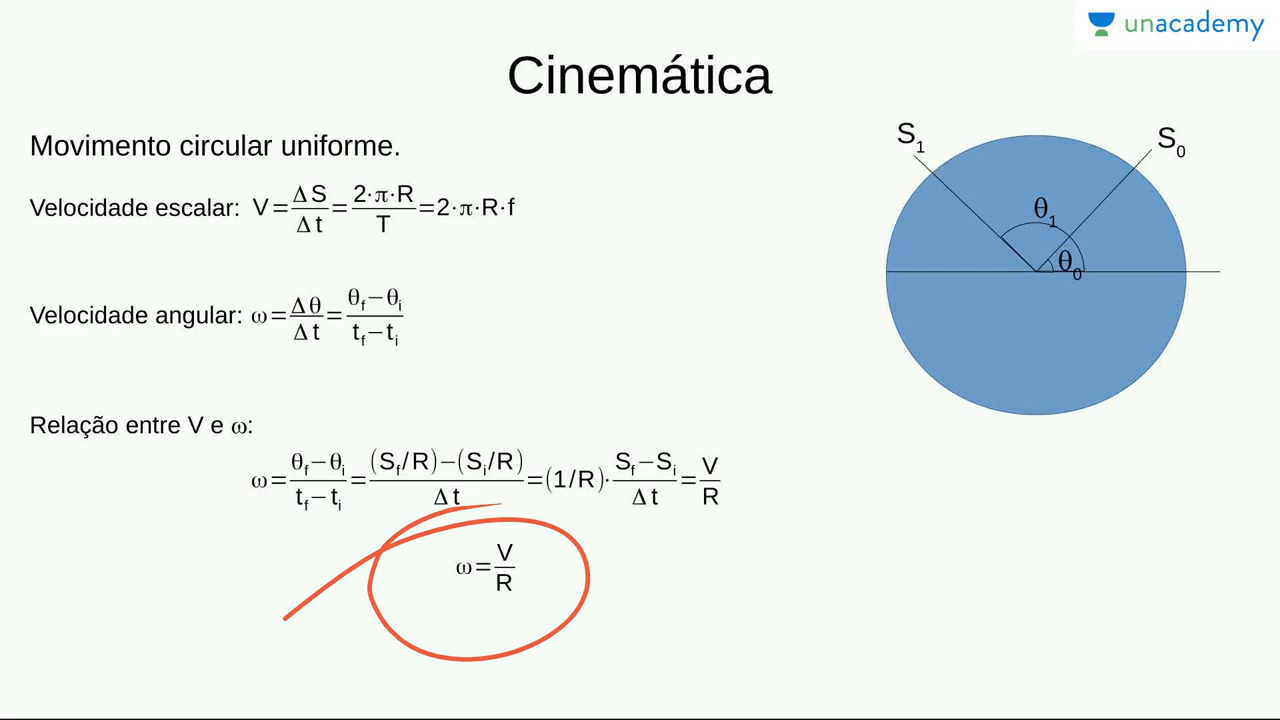 unacademy
Cinemática
Movimento circular uniforme.
Velocidade escalar: V=ΔS/Δt=2·π·R/T=2·π·R·f
Velocidade angular: ω=Δθ/Δt=(θf−θi)/(tf−ti)
Relação entre V e ω:
ω=(θf−θi)/(tf−ti)=((Sf/R)−(Si/R))/Δt=(1/R)·(Sf−Si)/Δt=V/R
ω=V/R
S1
S0
θ1
θ0